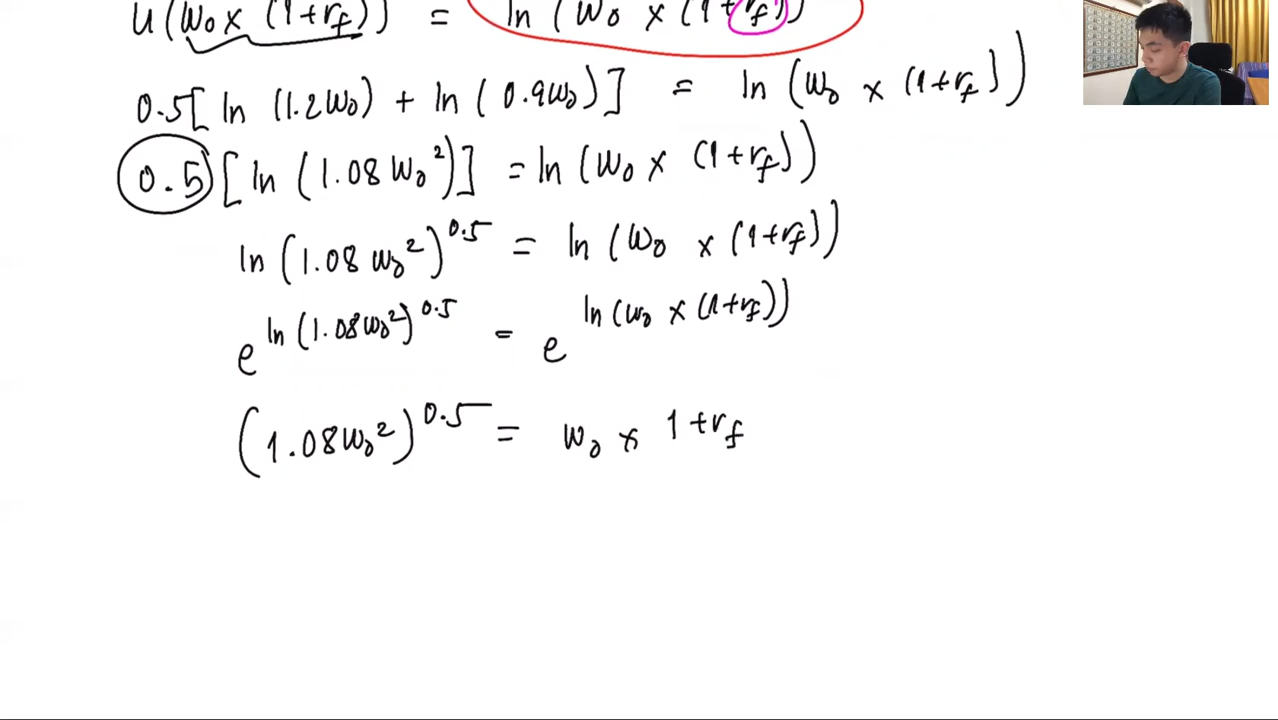 u(w₀ × (1+r_f)) = ln(w₀ × (1+r_f))
0.5[ln(1.2w₀) + ln(0.9w₀)] = ln(w₀ × (1+r_f))
0.5[ln(1.08w₀²)] = ln(w₀ × (1+r_f))
ln(1.08w₀²)^0.5 = ln(w₀ × (1+r_f))
e^ln(1.08w₀²)^0.5 = e^ln(w₀ × (1+r_f))
(1.08w₀²)^0.5 = w₀ × 1+r_f